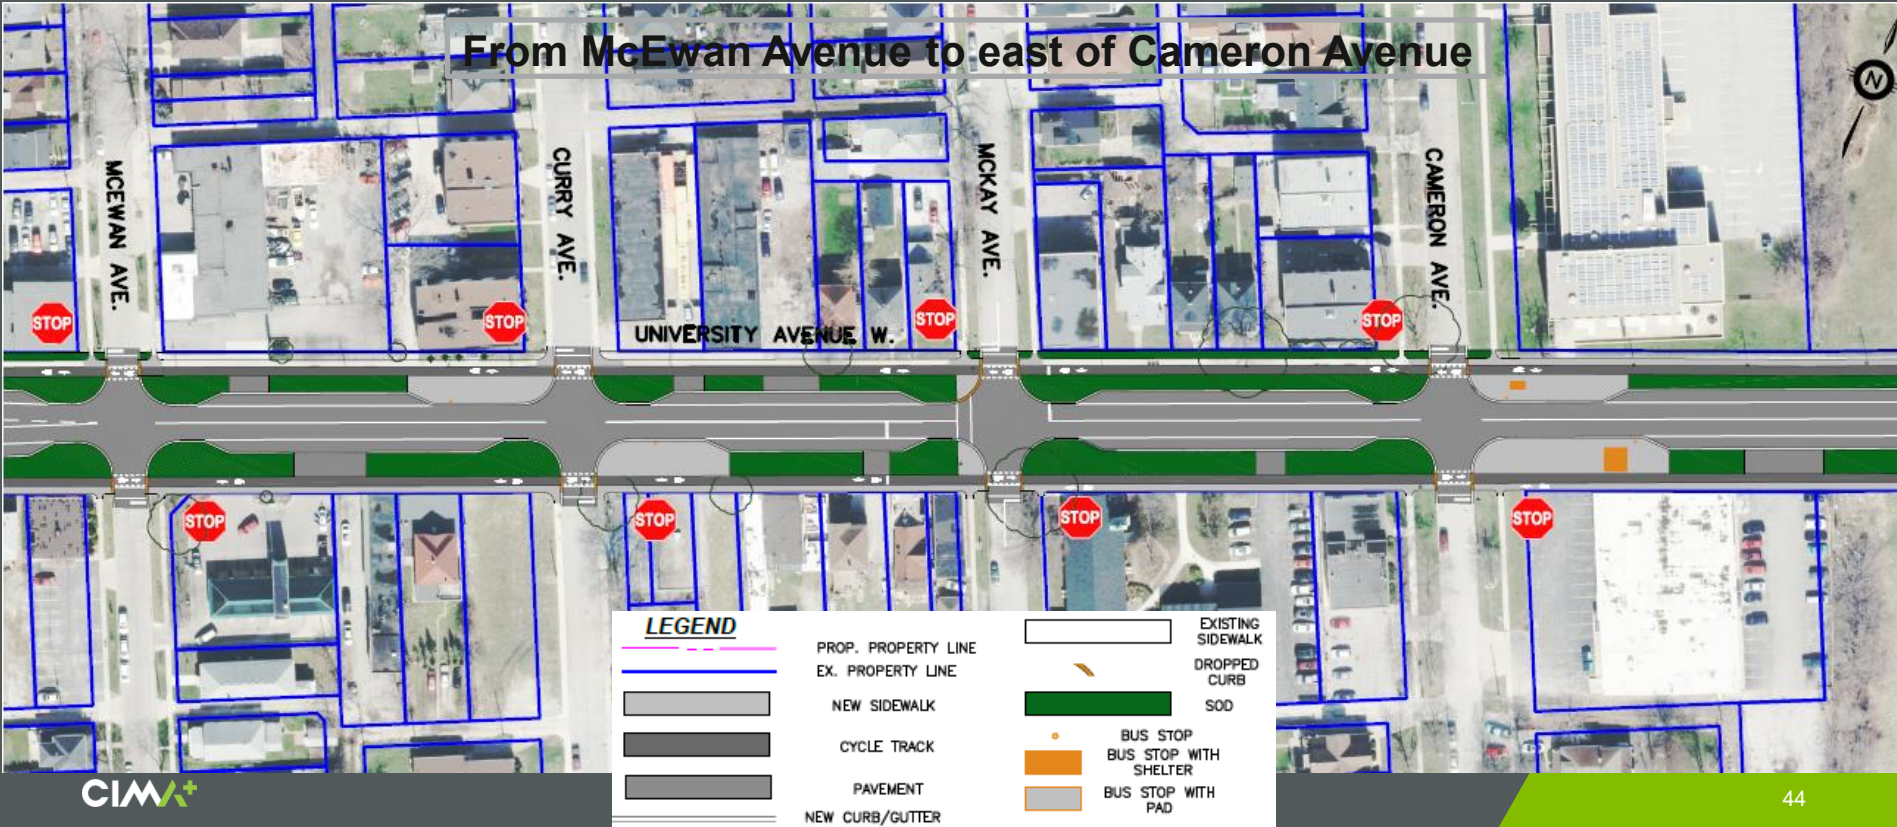 From McEwan Avenue to east of Cameron Avenue
N
MCEWAN AVE.
CURRY AVE.
MCKAY AVE.
CAMERON AVE.
STOP
STOP
STOP
STOP
UNIVERSITY AVENUE W.
STOP
STOP
STOP
STOP
LEGEND
PROP. PROPERTY LINE
EX. PROPERTY LINE
NEW SIDEWALK
CYCLE TRACK
PAVEMENT
NEW CURB/GUTTER
EXISTING
SIDEWALK
DROPPED
CURB
SOD
BUS STOP
BUS STOP WITH
SHELTER
BUS STOP WITH
PAD
CIMA+
44